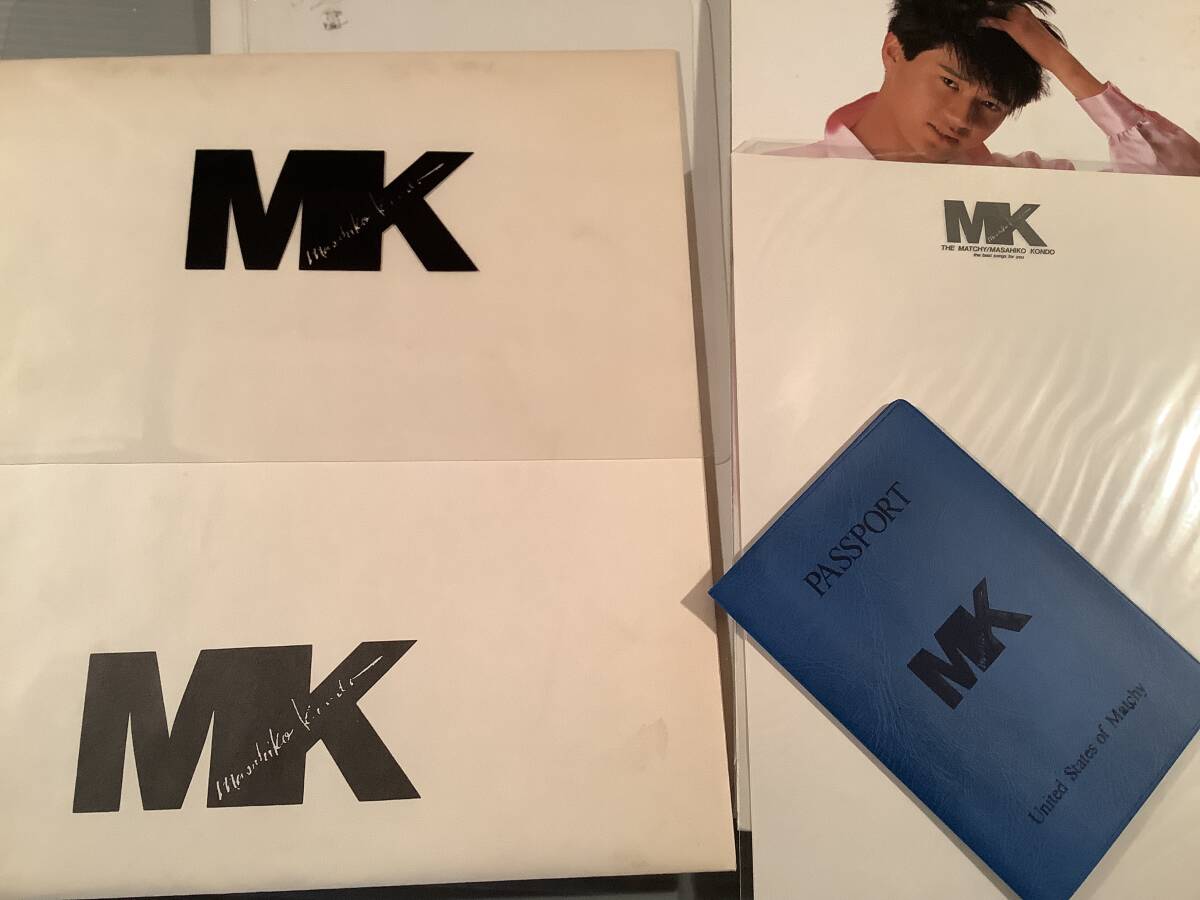 MK
Masahiko Kondo
MK
Masahiko Kondo
MK
THE MATCHY/MASAHIKO KONDO
the best songs for you
PASSPORT
MK
United States of Matchy